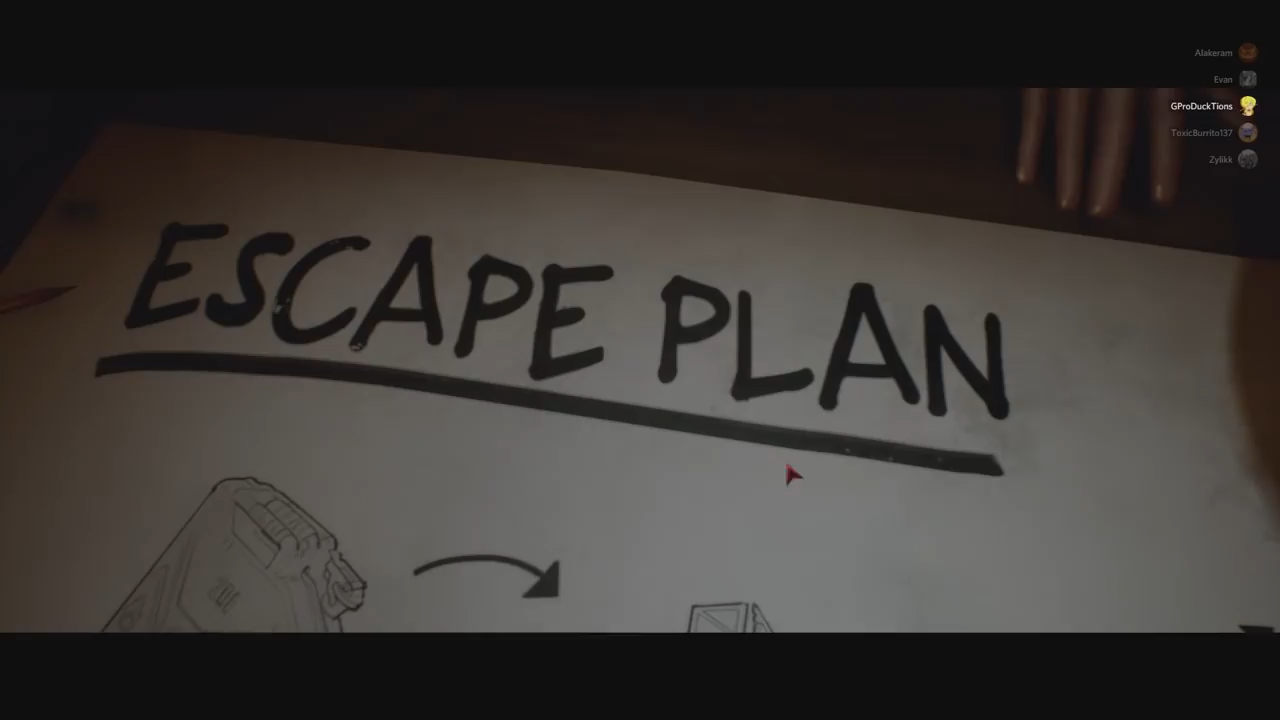 Alakeram
Evan
GProDuckTions
ToxicBurrito137
Zylikk
ESCAPE PLAN